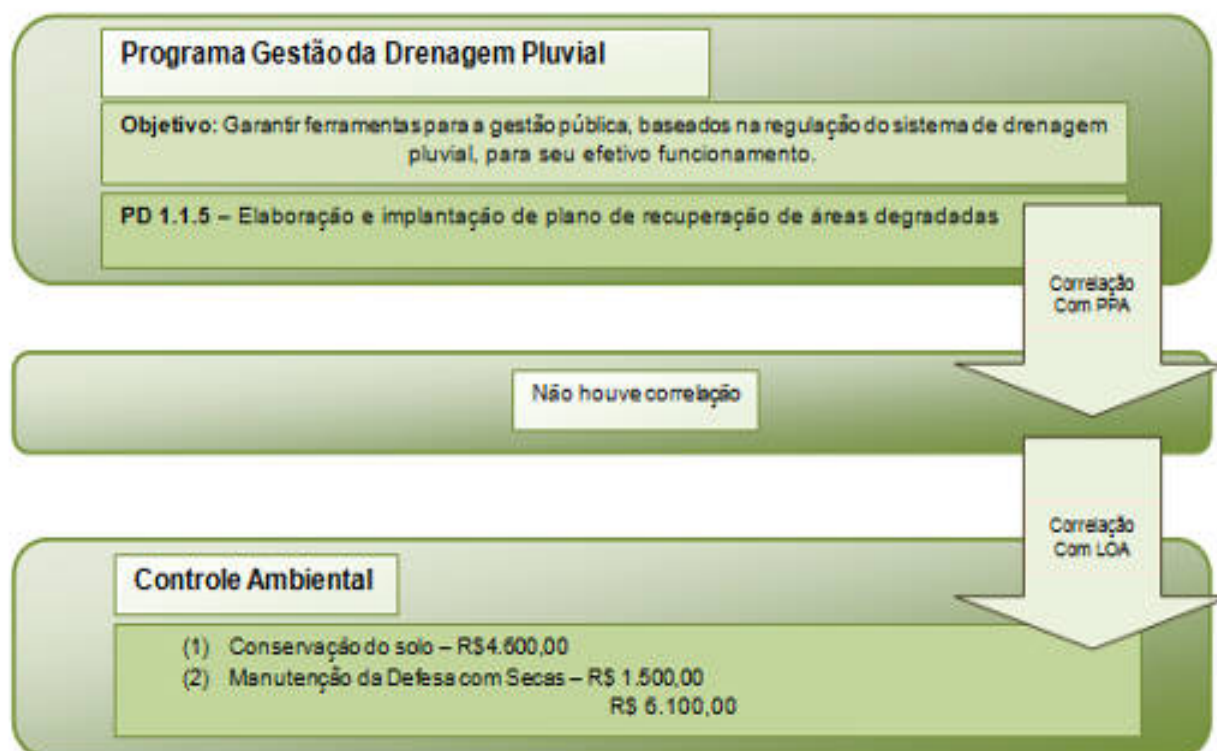 Programa Gestão da Drenagem Pluvial
Objetivo: Garantir ferramentas para a gestão pública, baseados na regulação do sistema de drenagem
pluvial, para seu efetivo funcionamento.
PD 1.1.5 – Elaboração e implantação de plano de recuperação de áreas degradadas
Correlação
Com PPA
Não houve correlação
Correlação
Com LOA
Controle Ambiental
(1) Conservação do solo – R$4.600,00
(2) Manutenção da Defesa com Secas – R$ 1.500,00
R$ 6.100,00